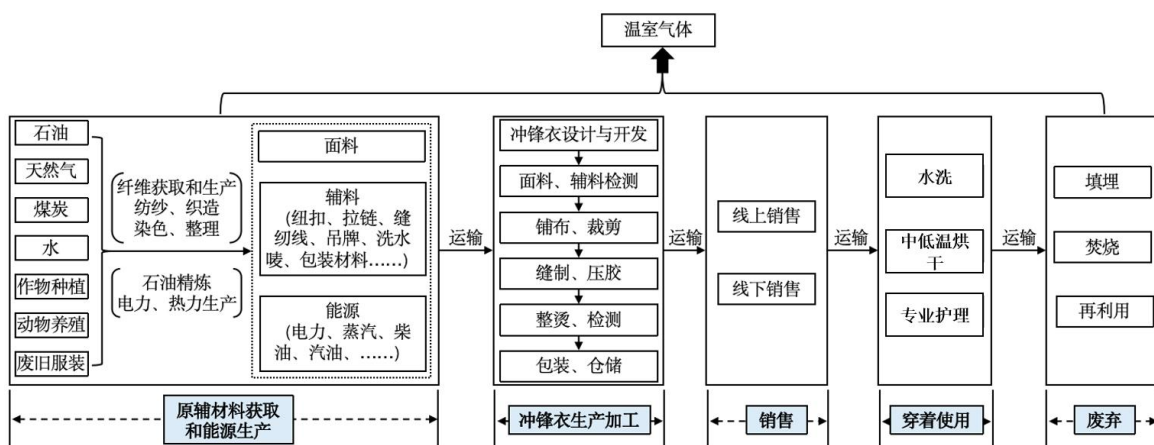 温室气体
石油
天然气
煤炭
水
作物种植
动物养殖
废旧服装
纤维获取和生产
纺纱、织造
染色、整理
石油精炼
电力、热力生产
面料
辅料
(纽扣、拉链、缝
纫线、吊牌、洗水
唛、包装材料……)
能源
(电力、蒸汽、柴
油、汽油、……)
运输
冲锋衣设计与开发
面料、辅料检测
铺布、裁剪
缝制、压胶
整烫、检测
包装、仓储
运输
线上销售
线下销售
运输
水洗
中低温烘
干
专业护理
运输
填埋
焚烧
再利用
原辅材料获取
和能源生产
冲锋衣生产加工
销售
穿着使用
废弃